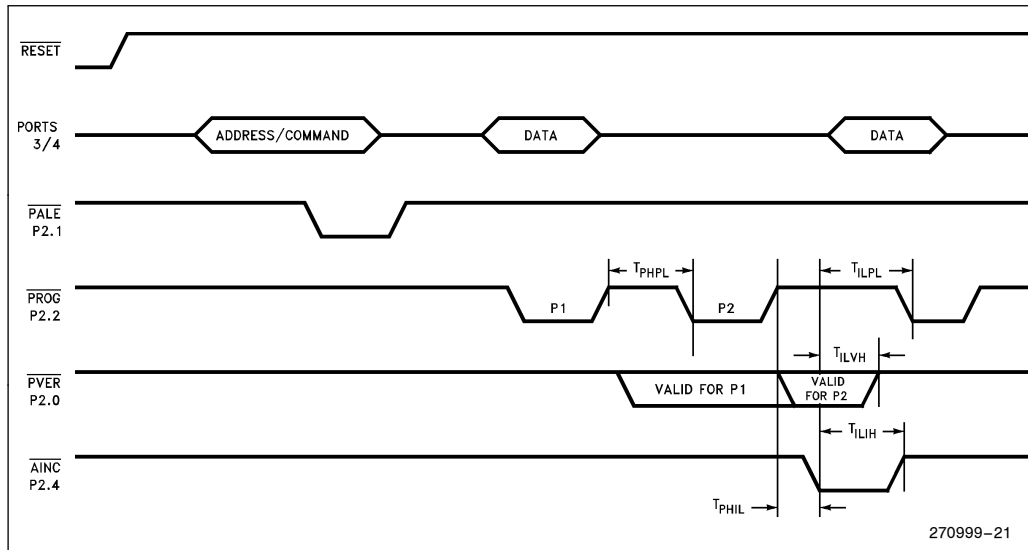 RESET
PORTS
3/4
ADDRESS/COMMAND
DATA
DATA
PALE
P2.1
PROG
P2.2
P1
TPHPL
P2
TILPL
PVER
P2.0
VALID FOR P1
VALID
FOR P2
TILVH
AINC
P2.4
TILIH
TPHIL
270999–21